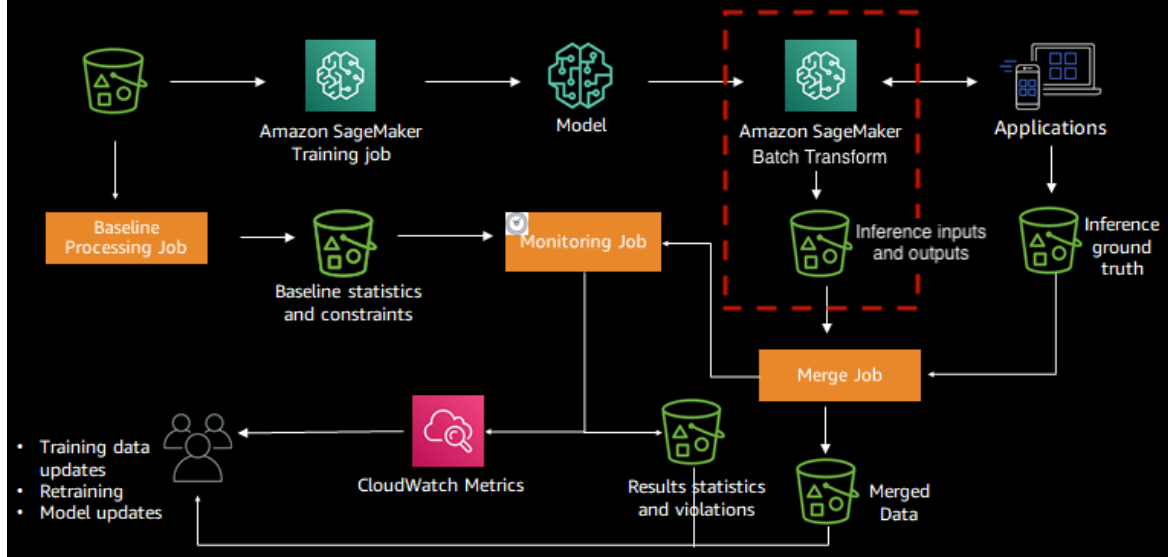 Amazon SageMaker
Training job
Model
Amazon SageMaker
Batch Transform
Applications
Baseline
Processing Job
Monitoring Job
Inference inputs
and outputs
Inference
ground
truth
Baseline statistics
and constraints
Merge Job
• Training data
updates
• Retraining
• Model updates
CloudWatch Metrics
Results statistics
and violations
Merged
Data